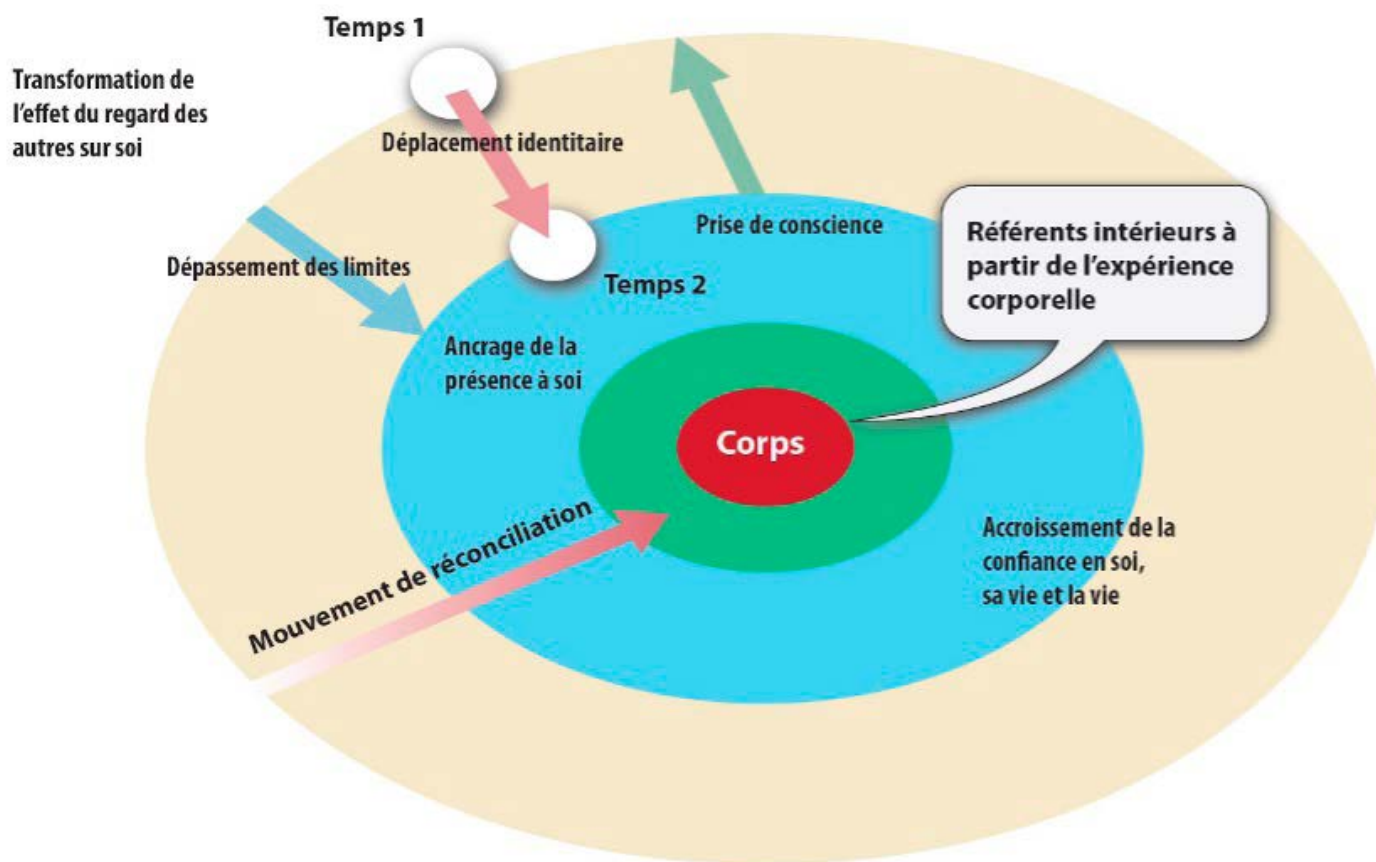 Temps 1
Transformation de
l’effet du regard des
autres sur soi
Déplacement identitaire
Prise de conscience
Référents intérieurs à
partir de l’expérience
corporelle
Dépassement des limites
Temps 2
Ancrage de la
présence à soi
Corps
Mouvement de réconciliation
Accroissement de la
confiance en soi,
sa vie et la vie